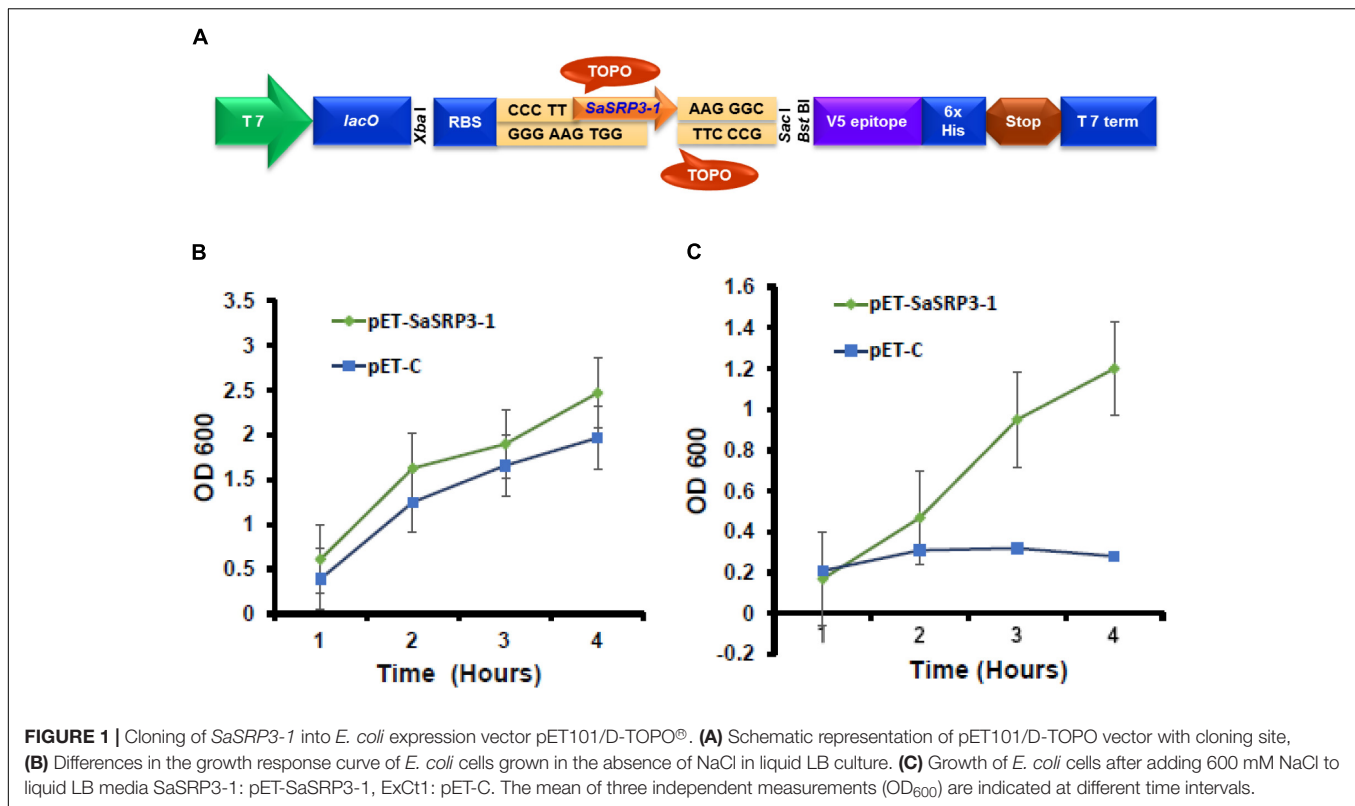 A
T 7
lacO
Xba I
RBS
CCC TT
GGG AAG TGG
TOPO
SaSRP3-1
AAG GGC
TTC CCG
TOPO
Sac I
Bst BI
V5 epitope
6x
His
Stop
T 7 term
B
3.5
3
2.5
2
1.5
1
0.5
0
OD 600
pET-SaSRP3-1
pET-C
1 2 3 4
Time (Hours)
C
1.6
1.4
1.2
1
0.8
0.6
0.4
0.2
0
-0.2
OD 600
pET-SaSRP3-1
pET-C
1 2 3 4
Time (Hours)
FIGURE 1 | Cloning of SaSRP3-1 into E. coli expression vector pET101/D-TOPO®. (A) Schematic representation of pET101/D-TOPO vector with cloning site,
(B) Differences in the growth response curve of E. coli cells grown in the absence of NaCl in liquid LB culture. (C) Growth of E. coli cells after adding 600 mM NaCl to
liquid LB media SaSRP3-1: pET-SaSRP3-1, ExCt1: pET-C. The mean of three independent measurements (OD600) are indicated at different time intervals.